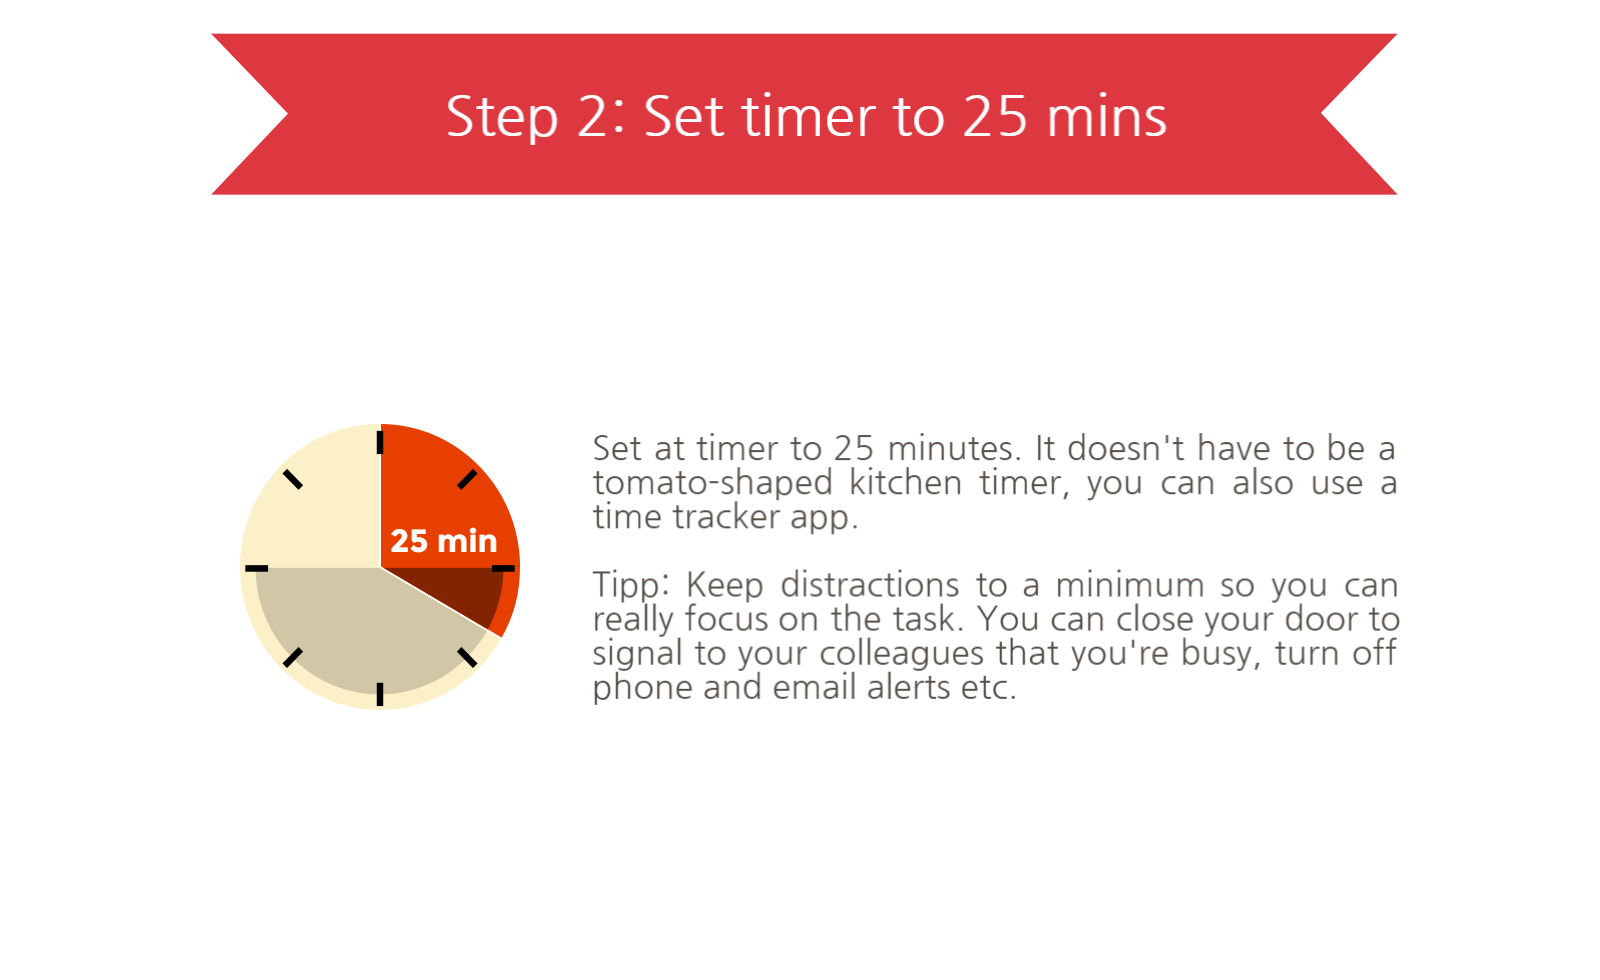 Step 2: Set timer to 25 mins
25 min
Set at timer to 25 minutes. It doesn't have to be a
tomato-shaped kitchen timer, you can also use a
time tracker app.
Tipp: Keep distractions to a minimum so you can
really focus on the task. You can close your door to
signal to your colleagues that you're busy, turn off
phone and email alerts etc.